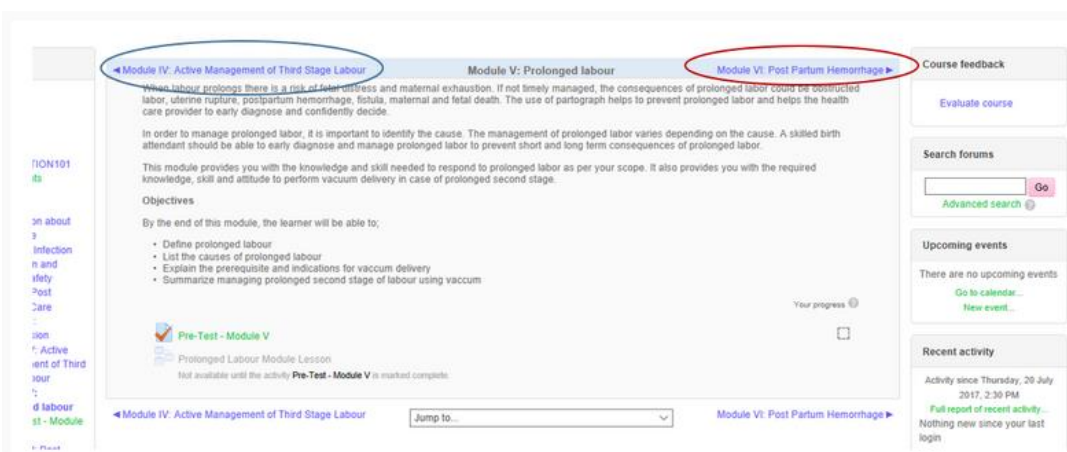 ◄ Module IV: Active Management of Third Stage Labour
Module V: Prolonged labour
Module VI: Post Partum Hemorrhage ►
When labour prolongs there is a risk of fetal distress and maternal exhaustion. If not timely managed, the consequences of prolonged labor could be obstructed
labor, uterine rupture, postpartum hemorrhage, fistula, maternal and fetal death. The use of partograph helps to prevent prolonged labor and helps the health
care provider to early diagnose and confidently decide.
In order to manage prolonged labor, it is important to identify the cause. The management of prolonged labor varies depending on the cause. A skilled birth
attendant should be able to early diagnose and manage prolonged labor to prevent short and long term consequences of prolonged labor.
This module provides you with the knowledge and skill needed to respond to prolonged labor as per your scope. It also provides you with the required
knowledge, skill and attitude to perform vacuum delivery in case of prolonged second stage.
Objectives
By the end of this module, the learner will be able to;
• Define prolonged labour
• List the causes of prolonged labour
• Explain the prerequisite and indications for vaccum delivery
• Summarize managing prolonged second stage of labour using vaccum
Your progress
Pre-Test - Module V
Prolonged Labour Module Lesson
Not available until the activity Pre-Test - Module V is marked complete.
◄ Module IV: Active Management of Third Stage Labour
Jump to...
Module VI: Post Partum Hemorrhage ►
TION101
on about
Infection
n and
afety
Post
Care
sion
: Active
ent of Third
bour
d labour
st - Module
: Post
Course feedback
Evaluate course
Search forums
Go
Advanced search
Upcoming events
There are no upcoming events
Go to calendar...
New event...
Recent activity
Activity since Thursday, 20 July
2017, 2:30 PM
Full report of recent activity...
Nothing new since your last
login